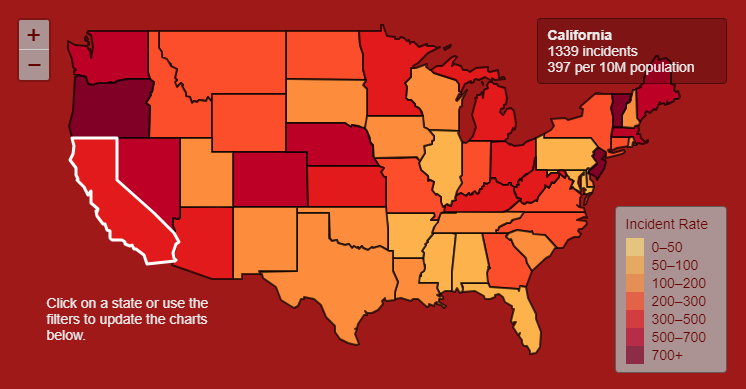 +
−
California
1339 incidents
397 per 10M population
Incident Rate
0–50
50–100
100–200
200–300
300–500
500–700
700+
Click on a state or use the
filters to update the charts
below.